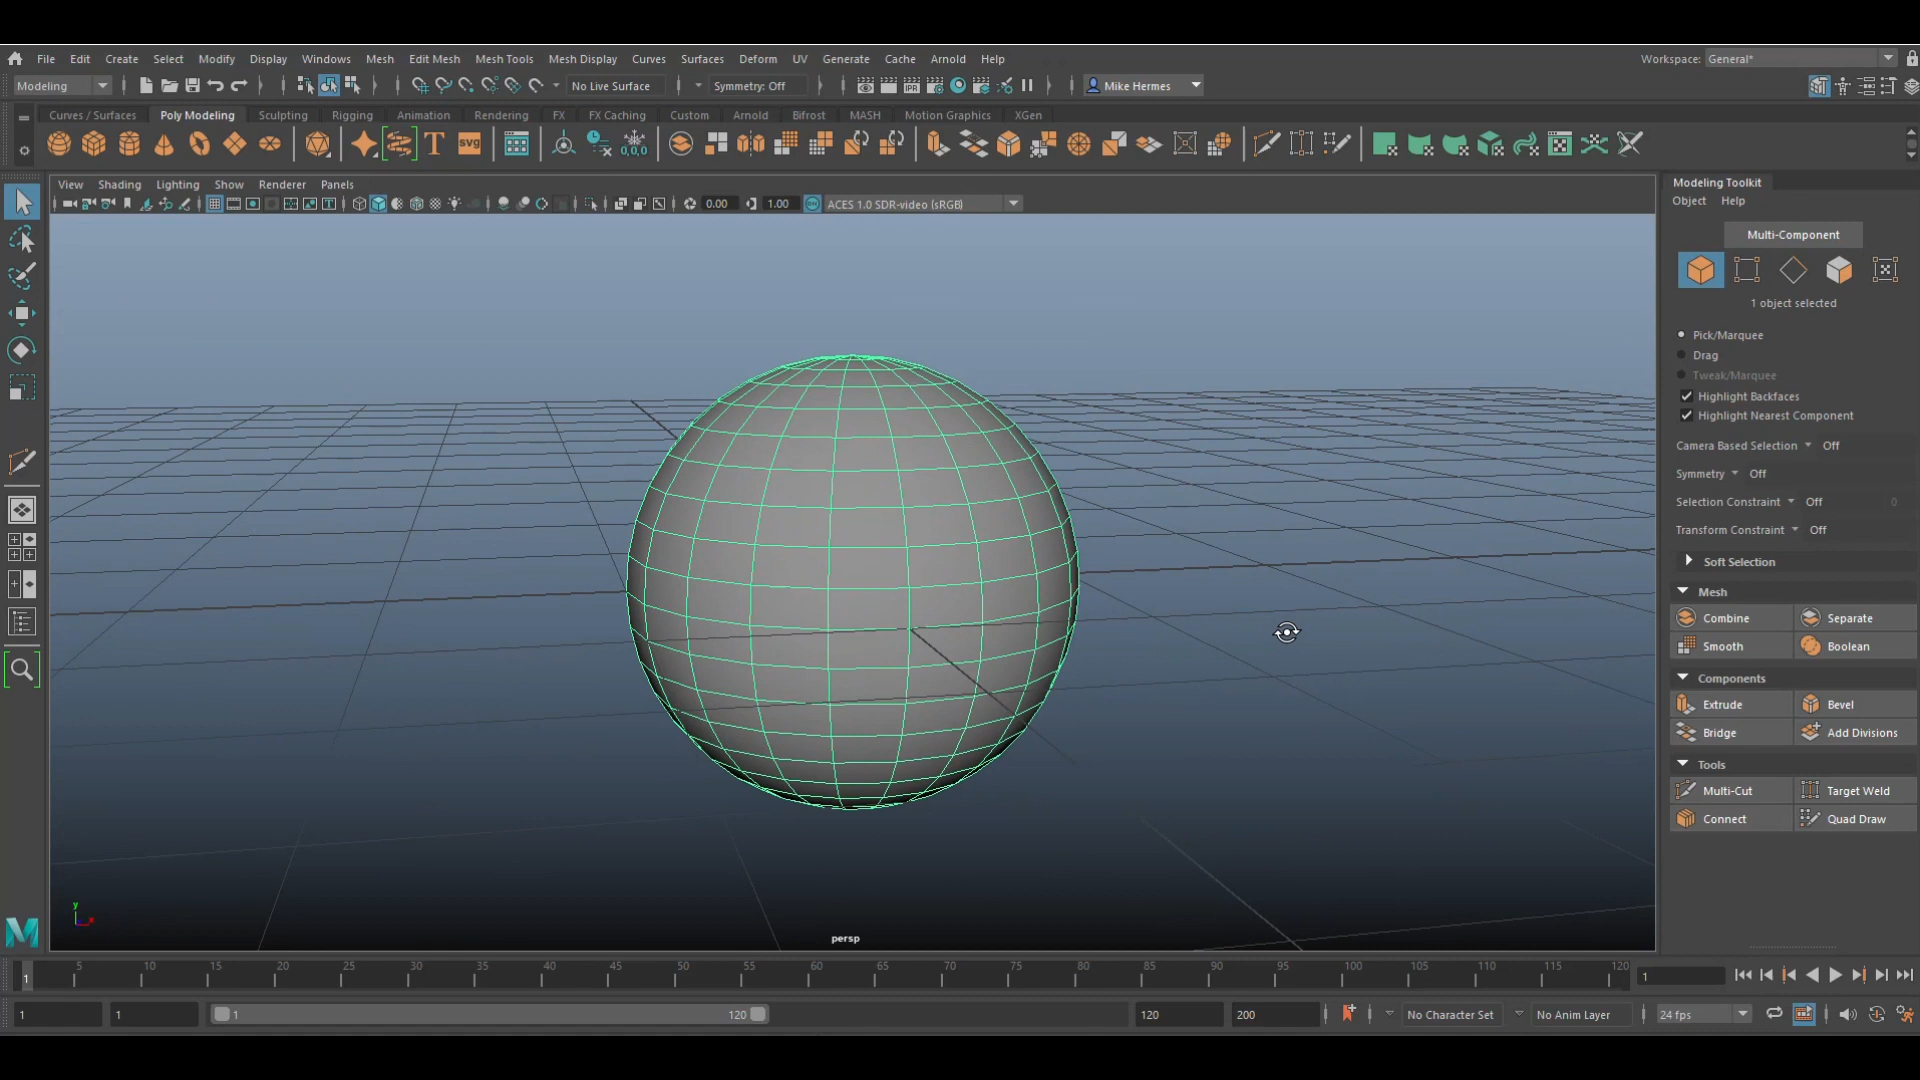 File Edit Create Select Modify Display Windows Mesh Edit Mesh Mesh Tools Mesh Display Curves Surfaces Deform UV Generate Cache Arnold Help Workspace: General*
Modeling No Live Surface Symmetry: Off IPR Mike Hermes
Curves / Surfaces Poly Modeling Sculpting Rigging Animation Rendering FX FX Caching Custom Arnold Bifrost MASH Motion Graphics XGen
T svg 0,0,0
View Shading Lighting Show Renderer Panels
0.00 1.00 ACES 1.0 SDR-video (sRGB)
Modeling Toolkit
Object Help
Multi-Component
1 object selected
Pick/Marquee
Drag
Tweak/Marquee
Highlight Backfaces
Highlight Nearest Component
Camera Based Selection Off
Symmetry Off
Selection Constraint Off 0
Transform Constraint Off
Soft Selection
Mesh
Combine Separate
Smooth Boolean
Components
Extrude Bevel
Bridge Add Divisions
Tools
Multi-Cut Target Weld
Connect Quad Draw
y
x
persp
M
1 5 10 15 20 25 30 35 40 45 50 55 60 65 70 75 80 85 90 95 100 105 110 115 120 1
1 1 1 120 120 200 No Character Set No Anim Layer 24 fps